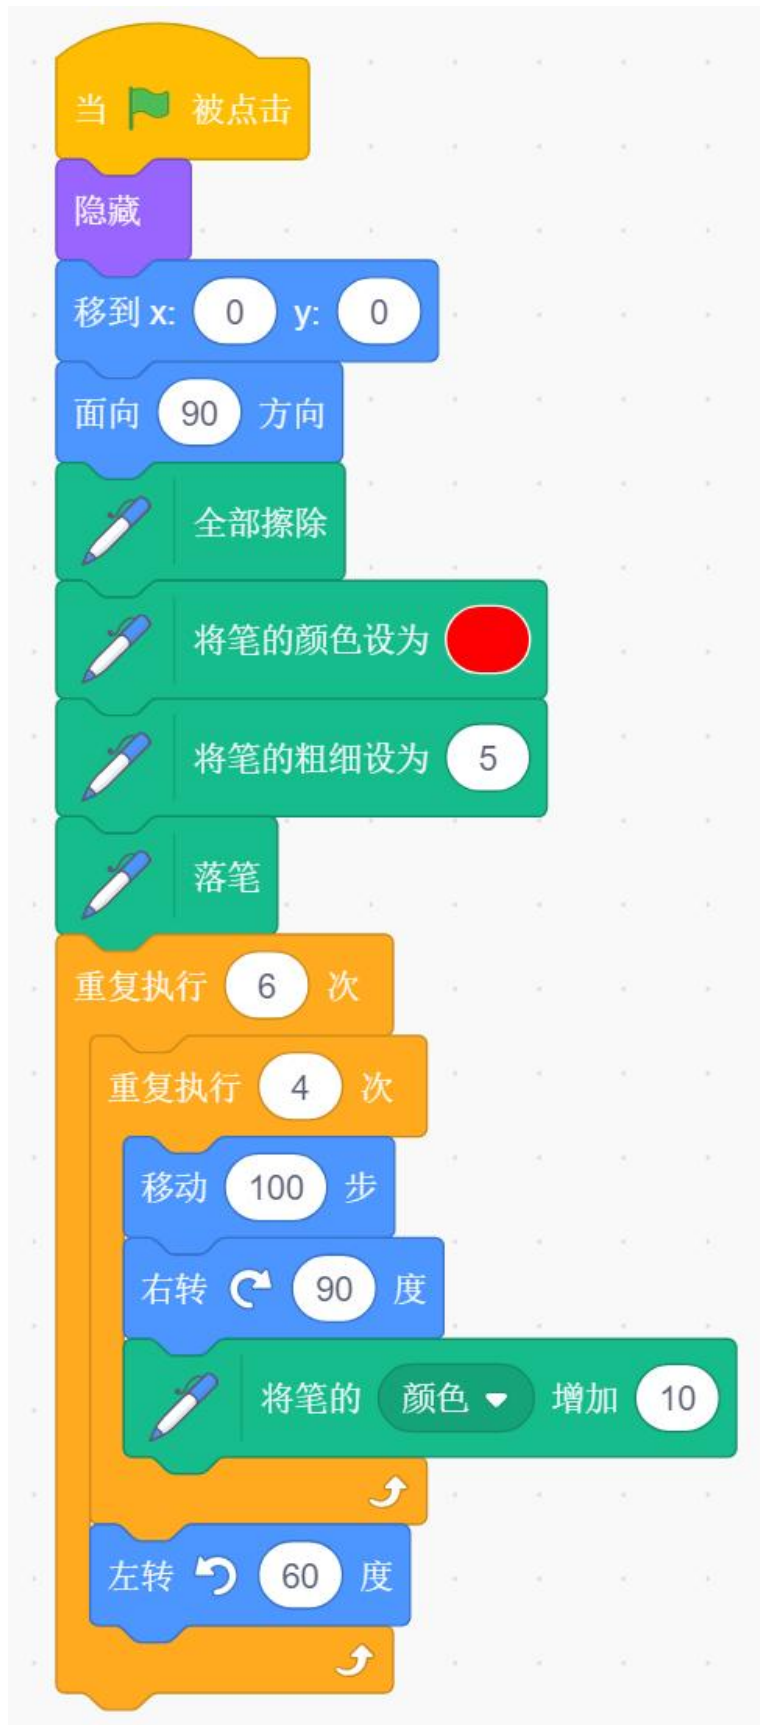 当 被点击
隐藏
移到 x: 0 y: 0
面向 90 方向
全部擦除
将笔的颜色设为
将笔的粗细设为 5
落笔
重复执行 6 次
重复执行 4 次
移动 100 步
右转 90 度
将笔的 颜色 增加 10
左转 60 度